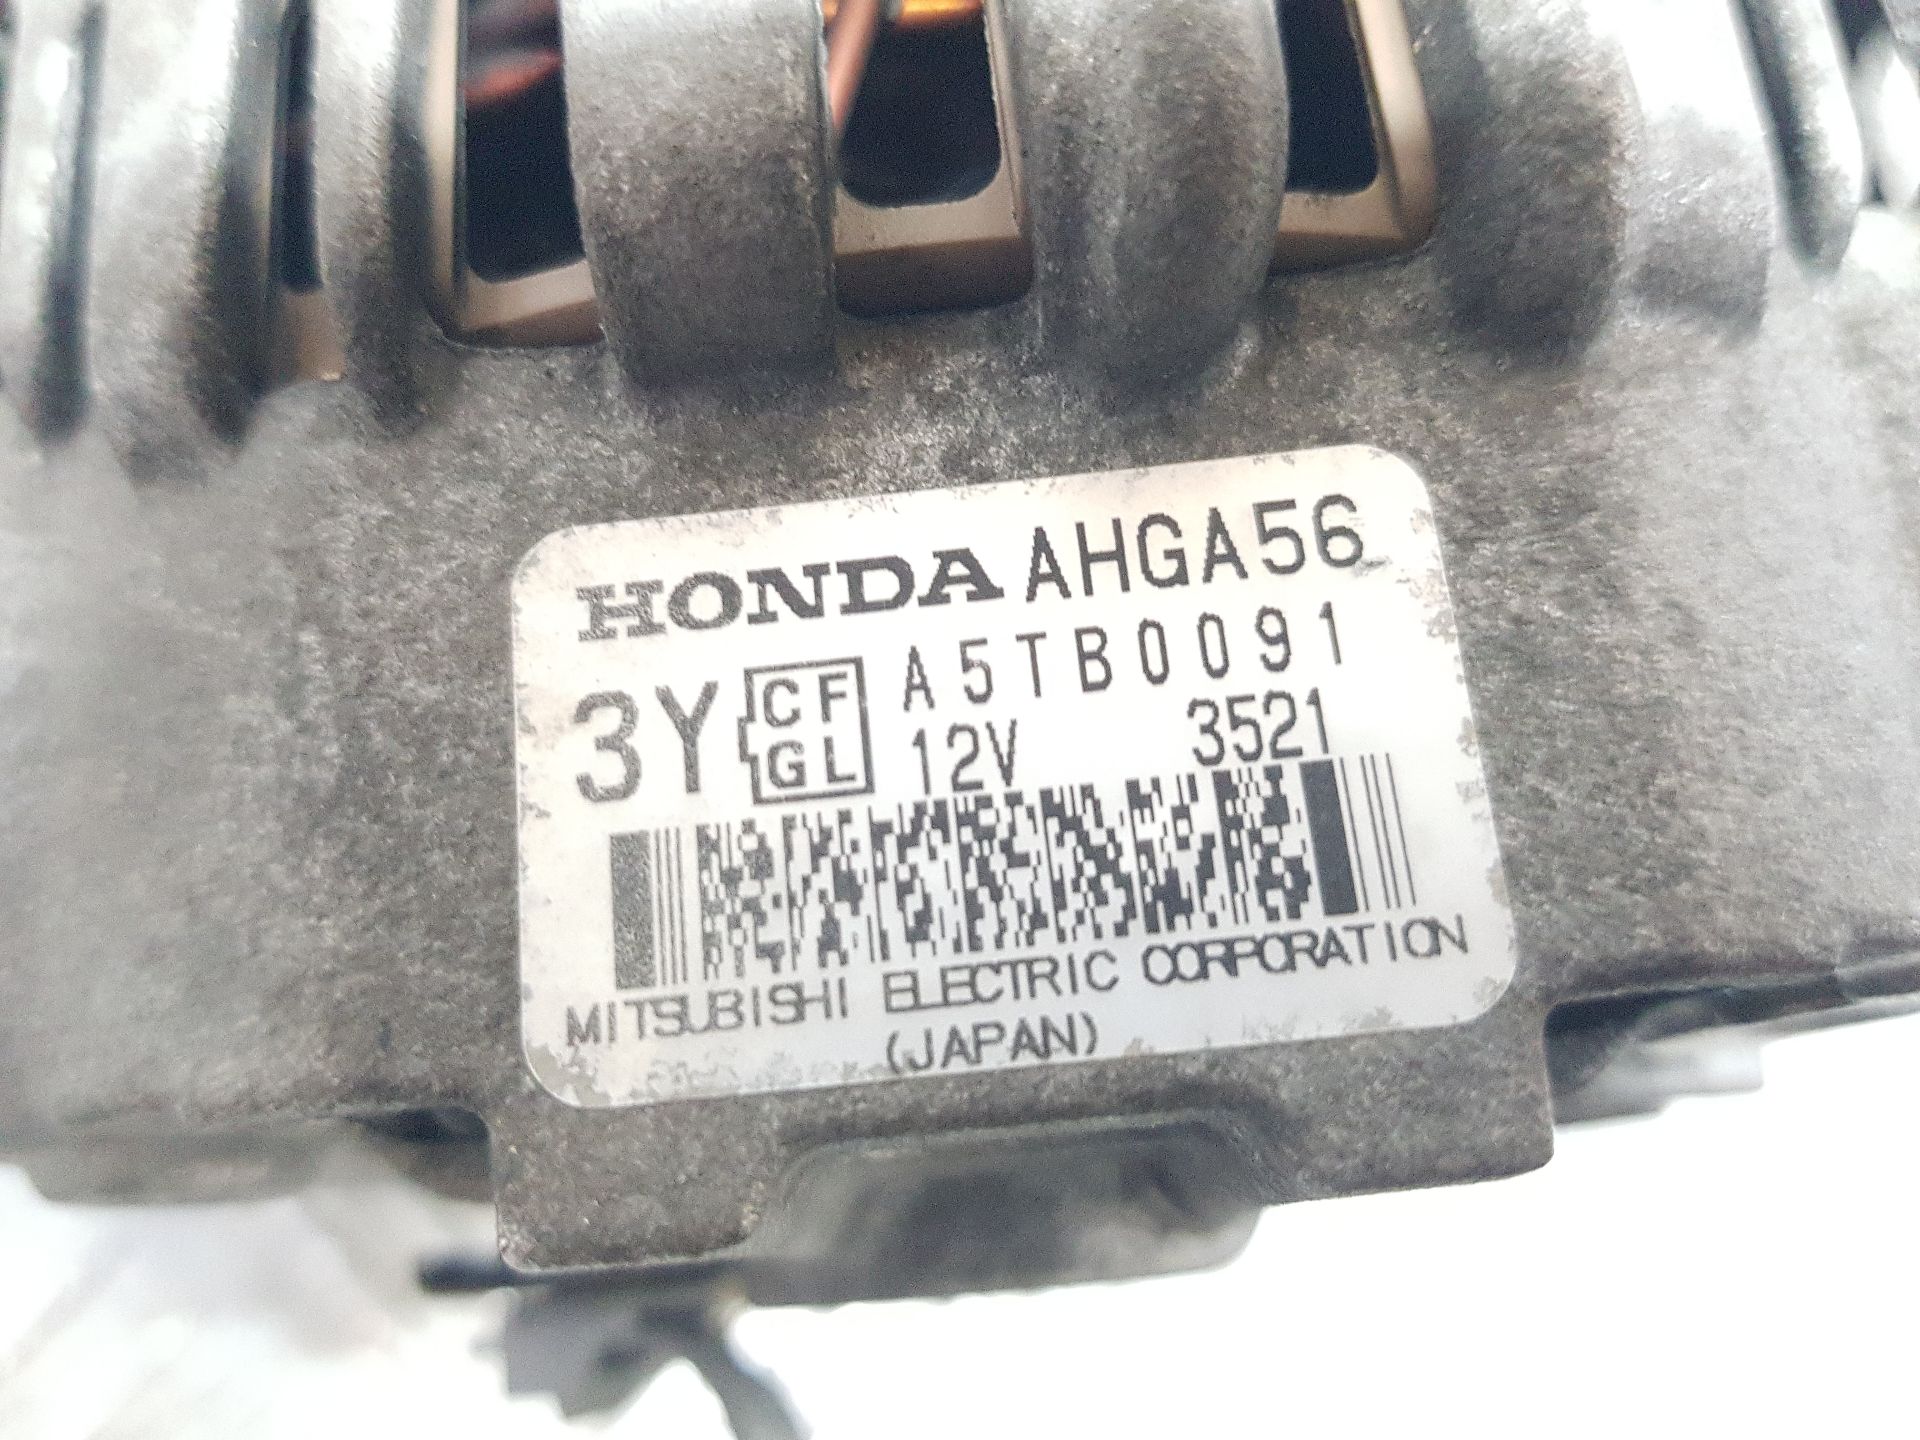 HONDA AHGA56
3Y CF GL A5TB0091
12V 3521
MITSUBISHI ELECTRIC CORPORATION
(JAPAN)